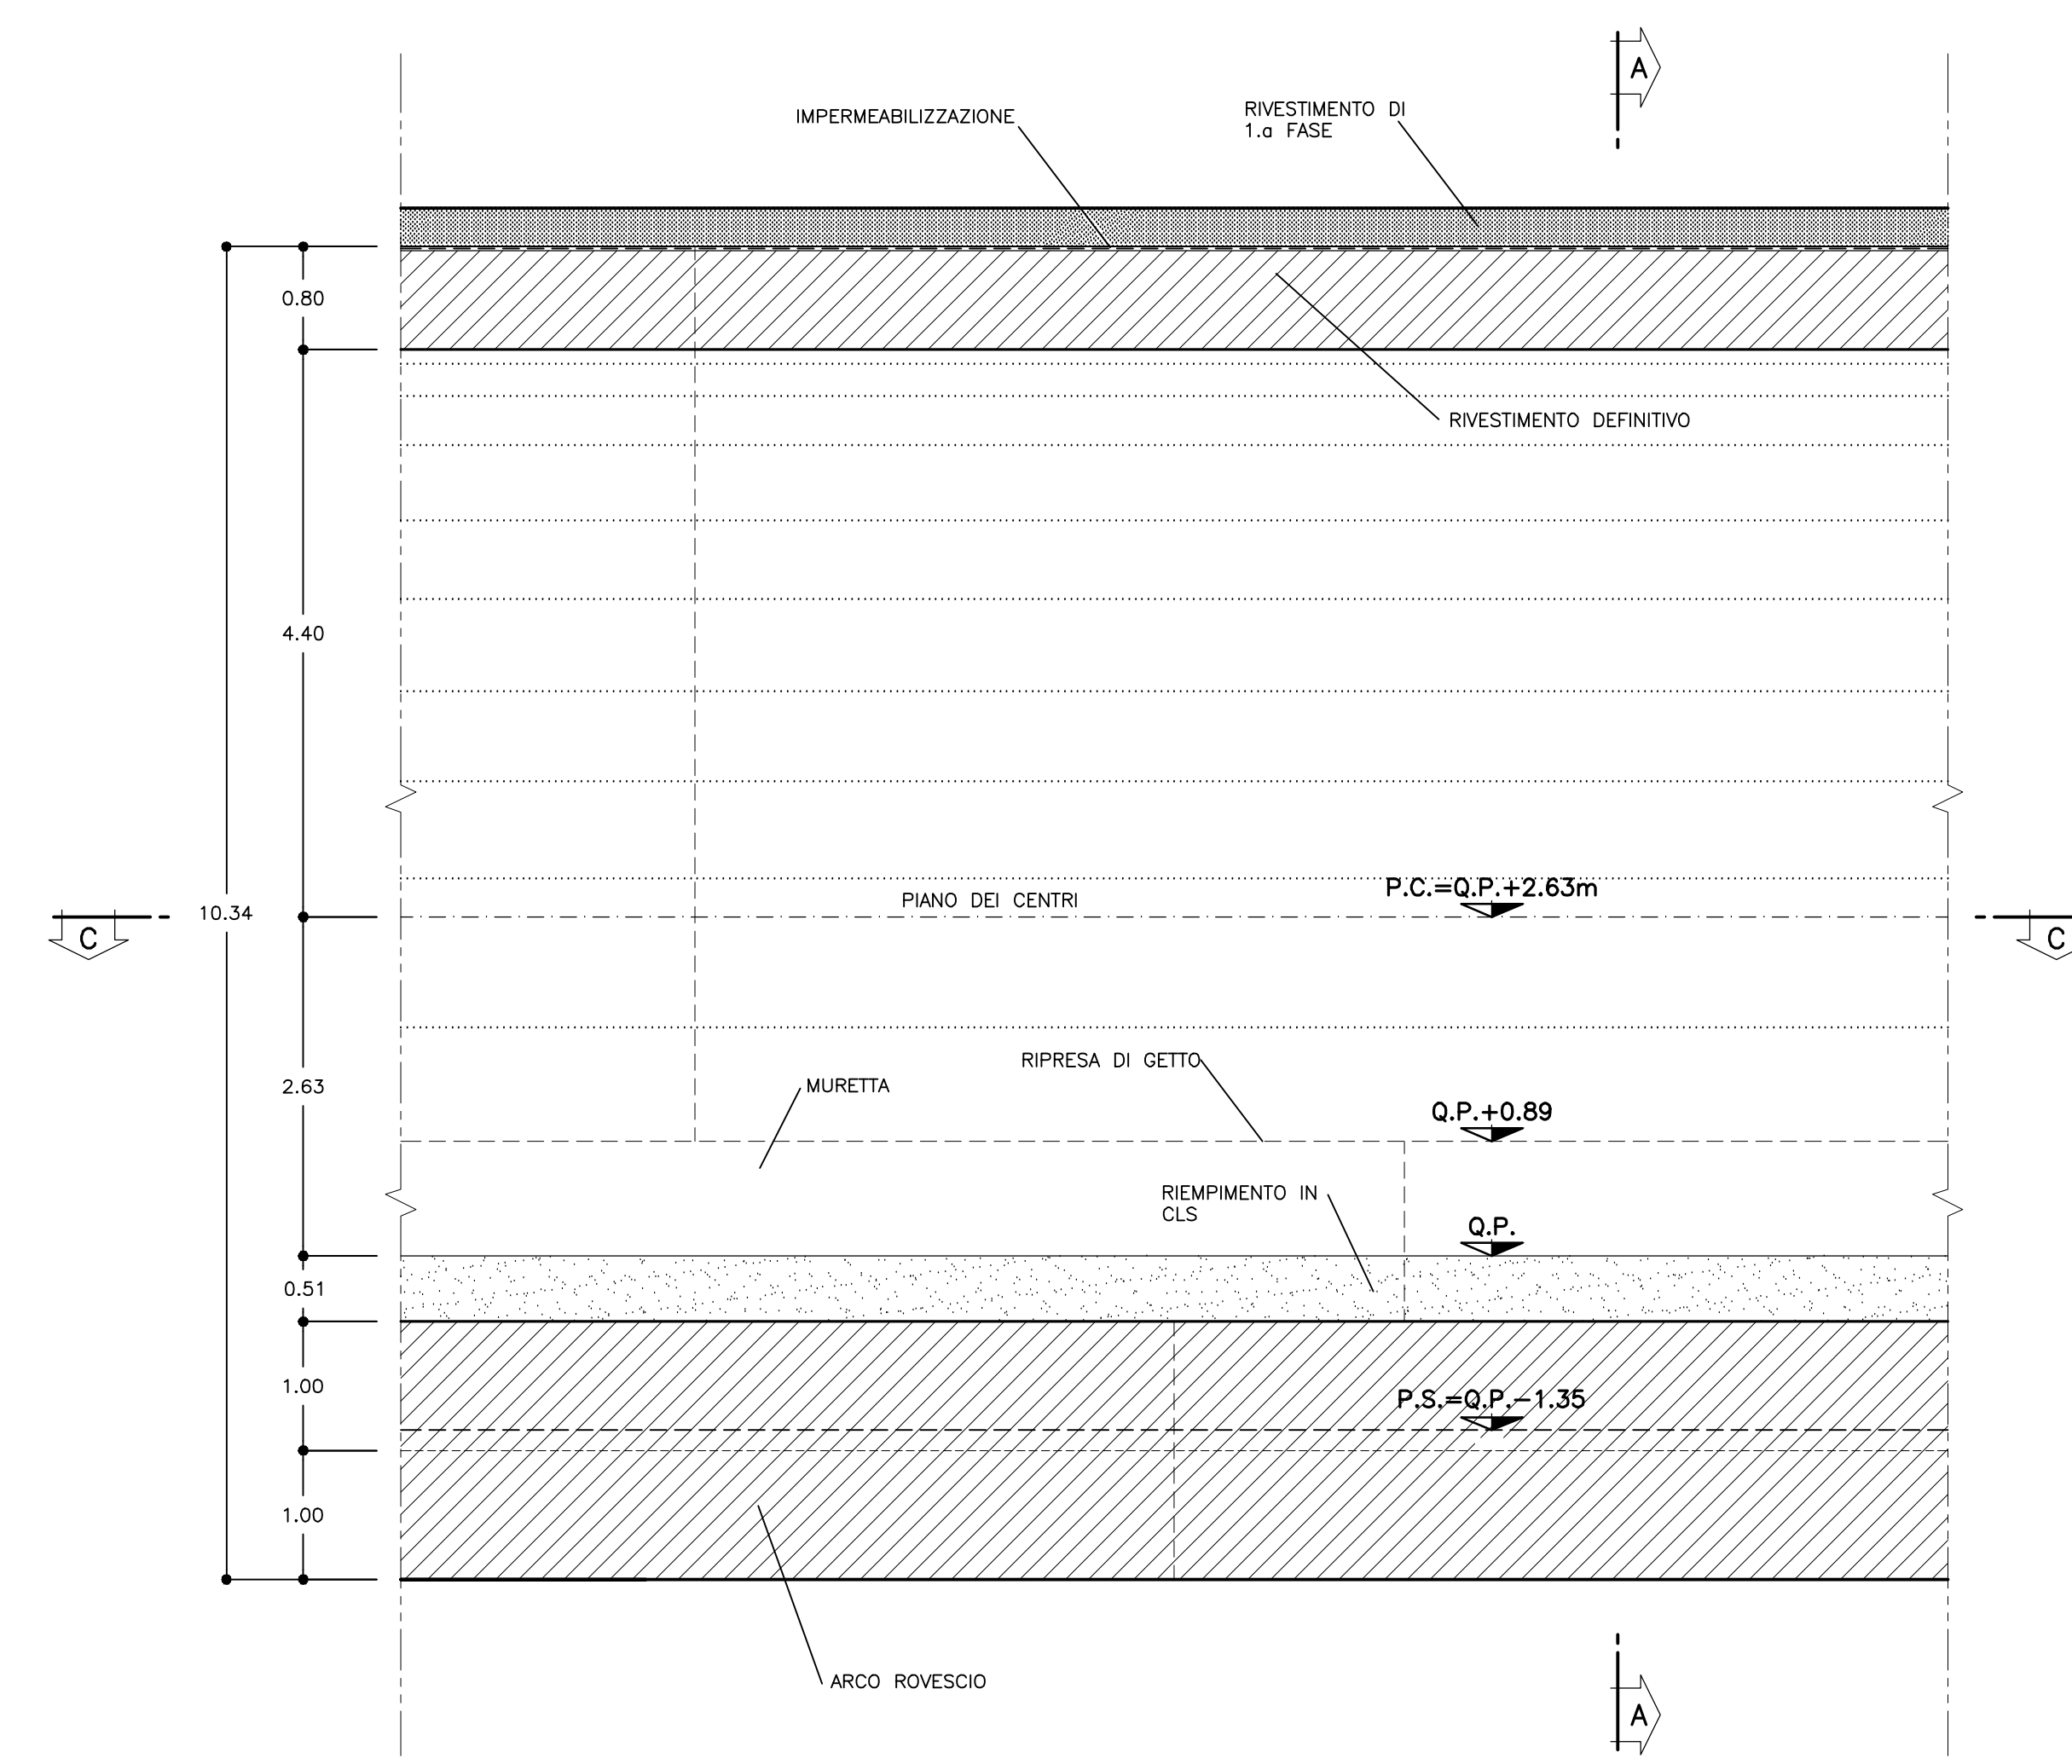 A
RIVESTIMENTO DI
1.a FASE
IMPERMEABILIZZAZIONE
0.80
RIVESTIMENTO DEFINITIVO
4.40
P.C.=Q.P.+2.63m
PIANO DEI CENTRI
10.34
C
C
RIPRESA DI GETTO
2.63
MURETTA
Q.P.+0.89
RIEMPIMENTO IN
CLS
Q.P.
0.51
1.00
P.S.=Q.P.-1.35
1.00
ARCO ROVESCIO
A